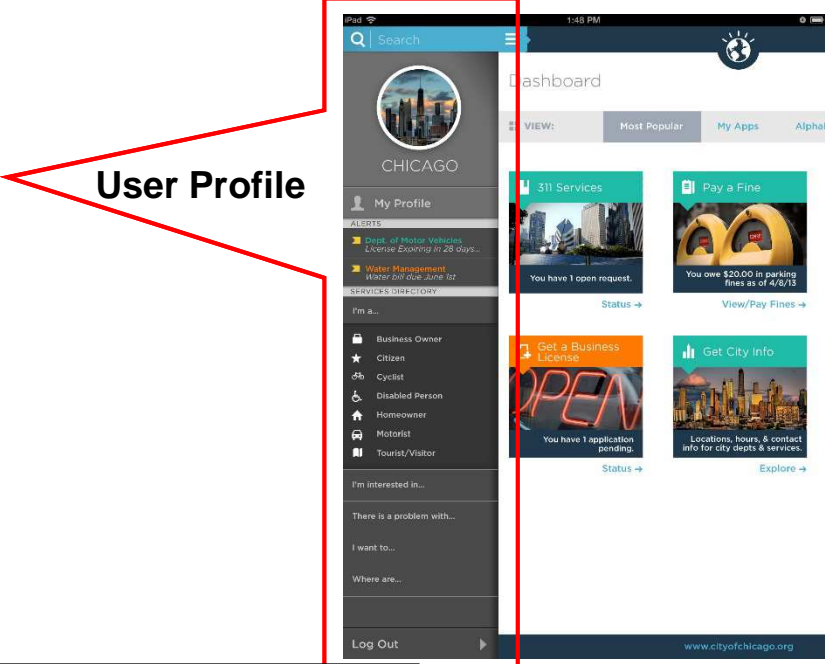 User Profile
iPad
1:48 PM
Search
CHICAGO
My Profile
ALERTS
Dept. of Motor Vehicles
License Expiring in 28 days...
Water Management
Water bill due June 1st
SERVICES DIRECTORY
I'm a...
Business Owner
Citizen
Cyclist
Disabled Person
Homeowner
Motorist
Tourist/Visitor
I'm interested in...
There is a problem with...
I want to...
Where are...
Log Out
Dashboard
VIEW:
Most Popular
My Apps
Alphal
311 Services
You have 1 open request.
Status →
Pay a Fine
You owe $20.00 in parking
fines as of 4/8/13
View/Pay Fines →
Get a Business
License
OPEN
You have 1 application
pending.
Status →
Get City Info
Locations, hours, & contact
info for city depts & services.
Explore →
www.cityofchicago.org